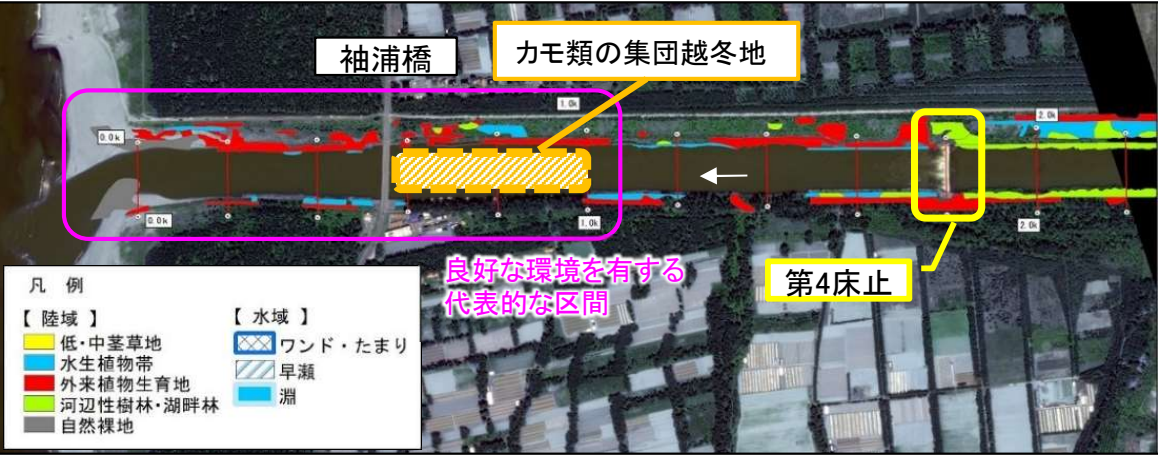 袖浦橋
カモ類の集団越冬地
1.0k
2.0k
0.0k
0.0k
1.0k
2.0k
良好な環境を有する
代表的な区間
第4床止
凡 例
【 陸域 】
低・中茎草地
水生植物帯
外来植物生育地
河辺性樹林・湖畔林
自然裸地
【 水域 】
ワンド・たまり
早瀬
淵